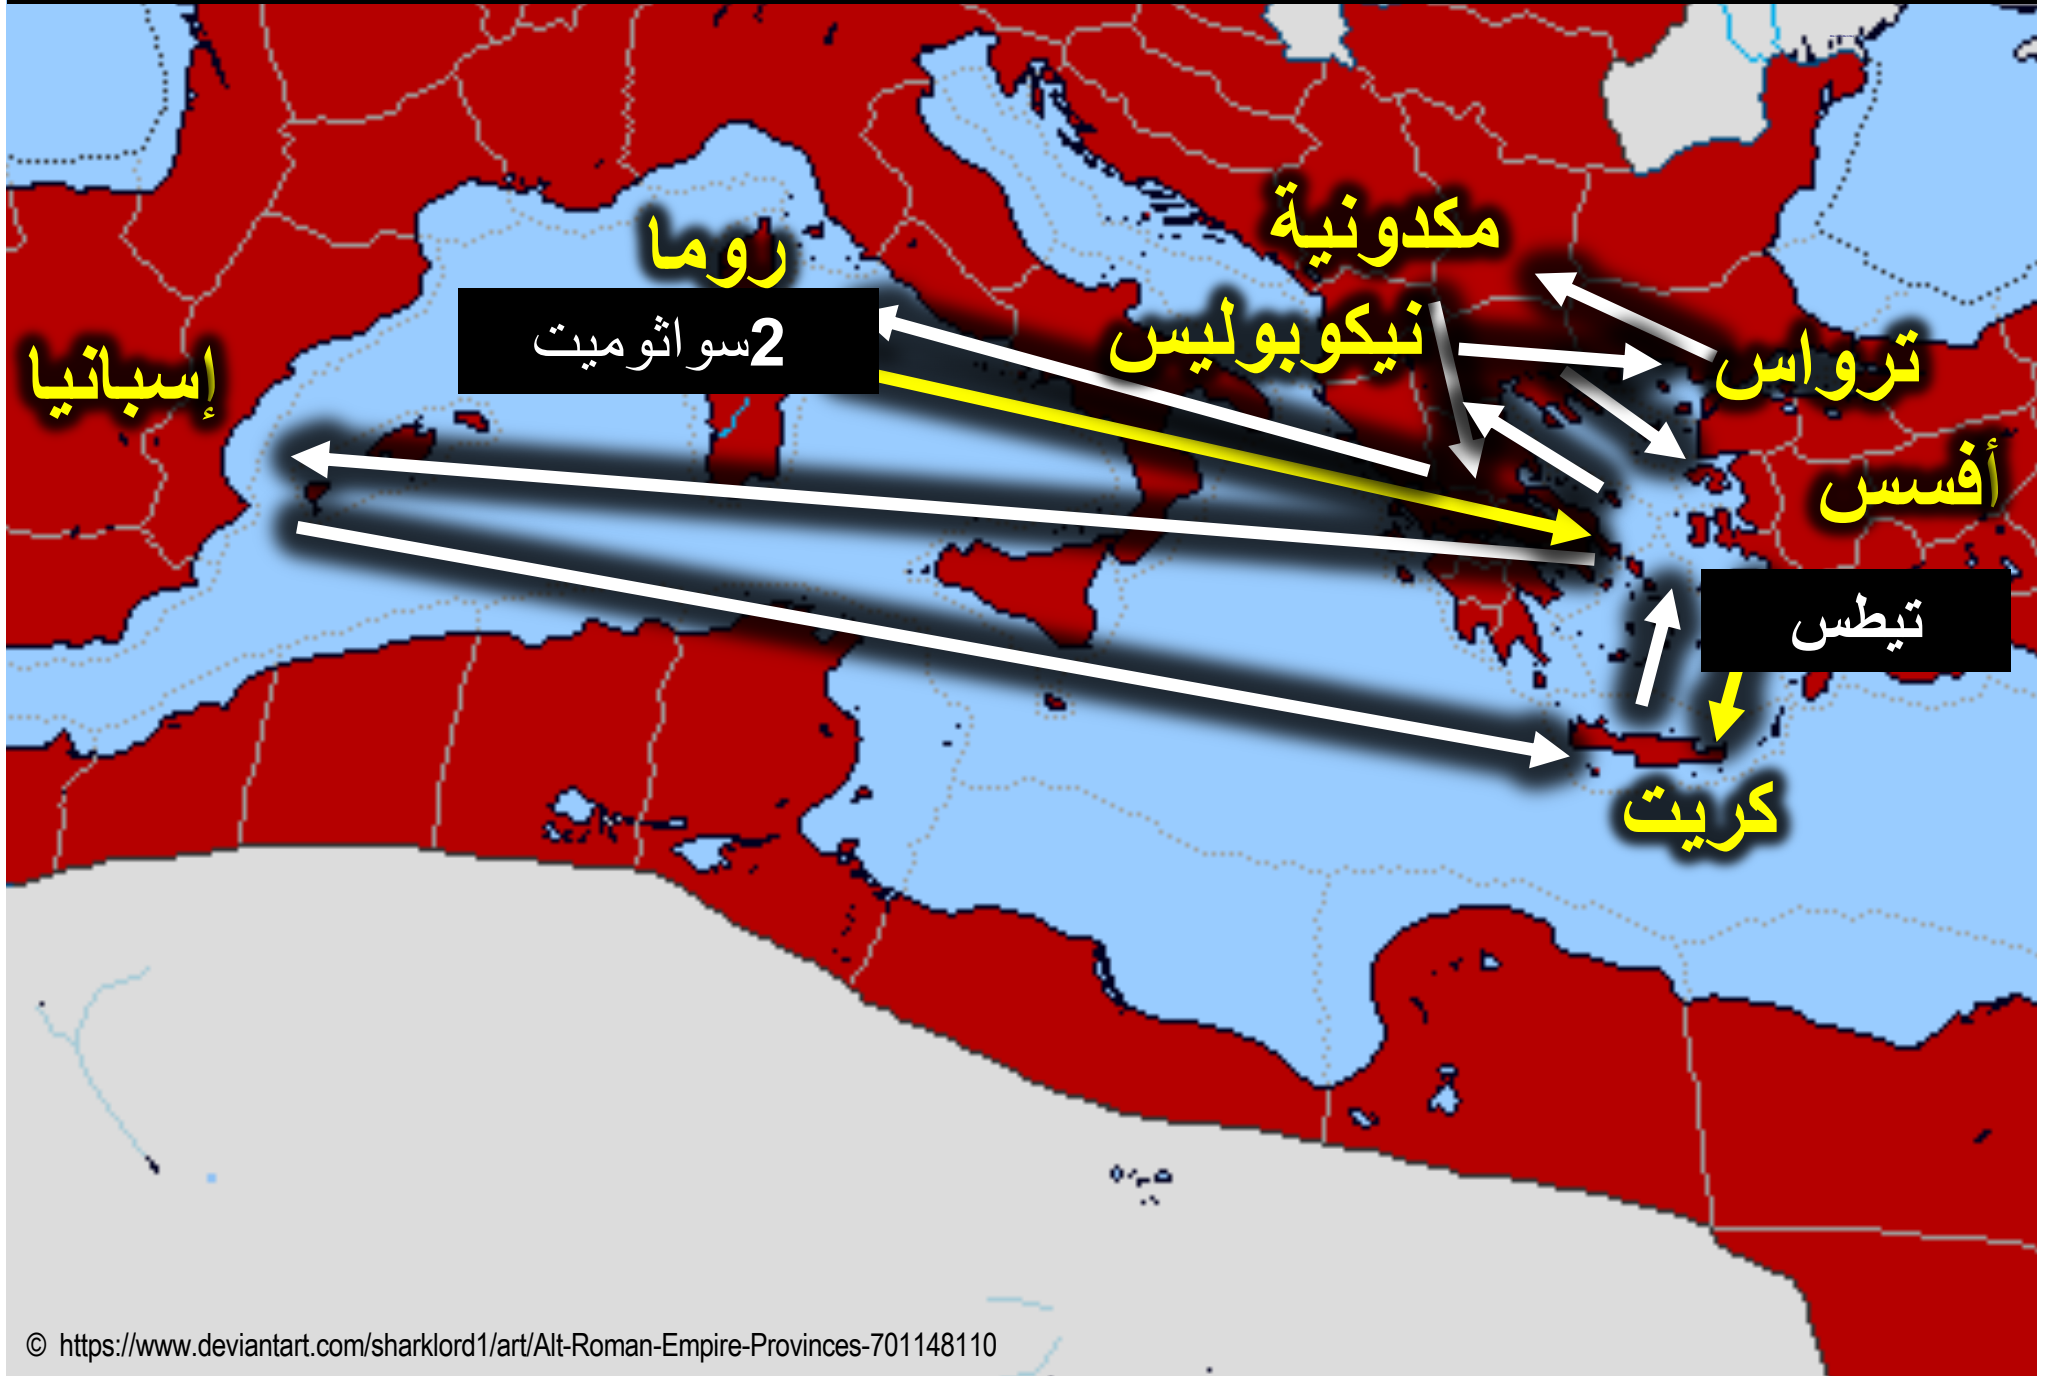 مكدونية
روما
نيكوبوليس
2سواثوميت
ترواس
إسبانيا
أفسس
تيطس
كريت
© https://www.deviantart.com/sharklord1/art/Alt-Roman-Empire-Provinces-701148110